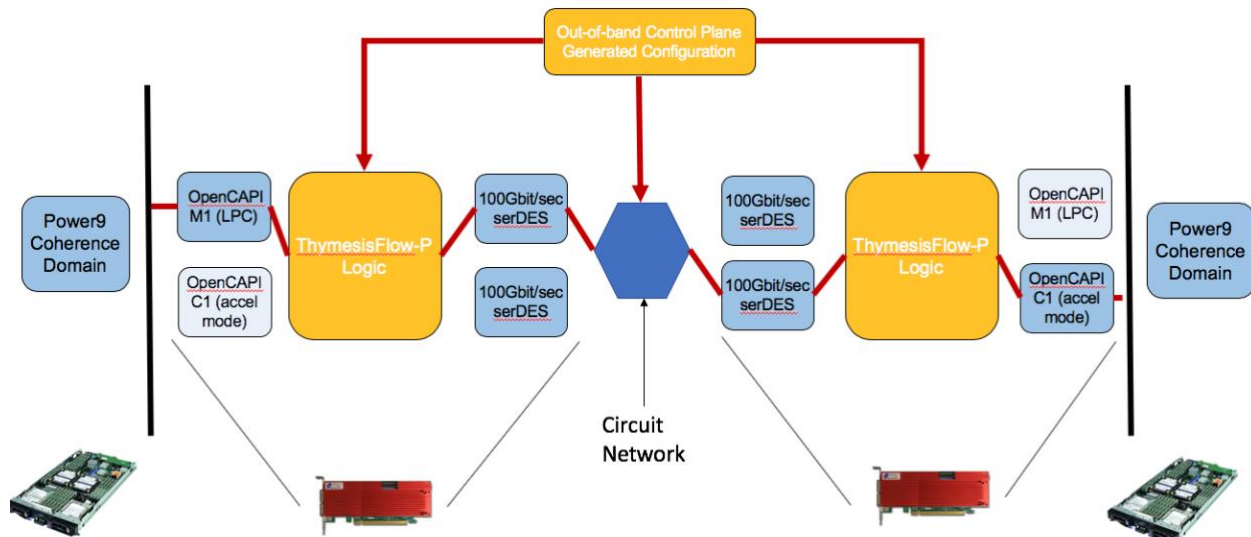 Out-of-band Control Plane
Generated Configuration
Power9
Coherence
Domain
OpenCAPI
M1 (LPC)
OpenCAPI
C1 (accel
mode)
ThymesisFlow-P
Logic
100Gbit/sec
serDES
100Gbit/sec
serDES
Circuit
Network
100Gbit/sec
serDES
100Gbit/sec
serDES
ThymesisFlow-P
Logic
OpenCAPI
M1 (LPC)
OpenCAPI
C1 (accel
mode)
Power9
Coherence
Domain